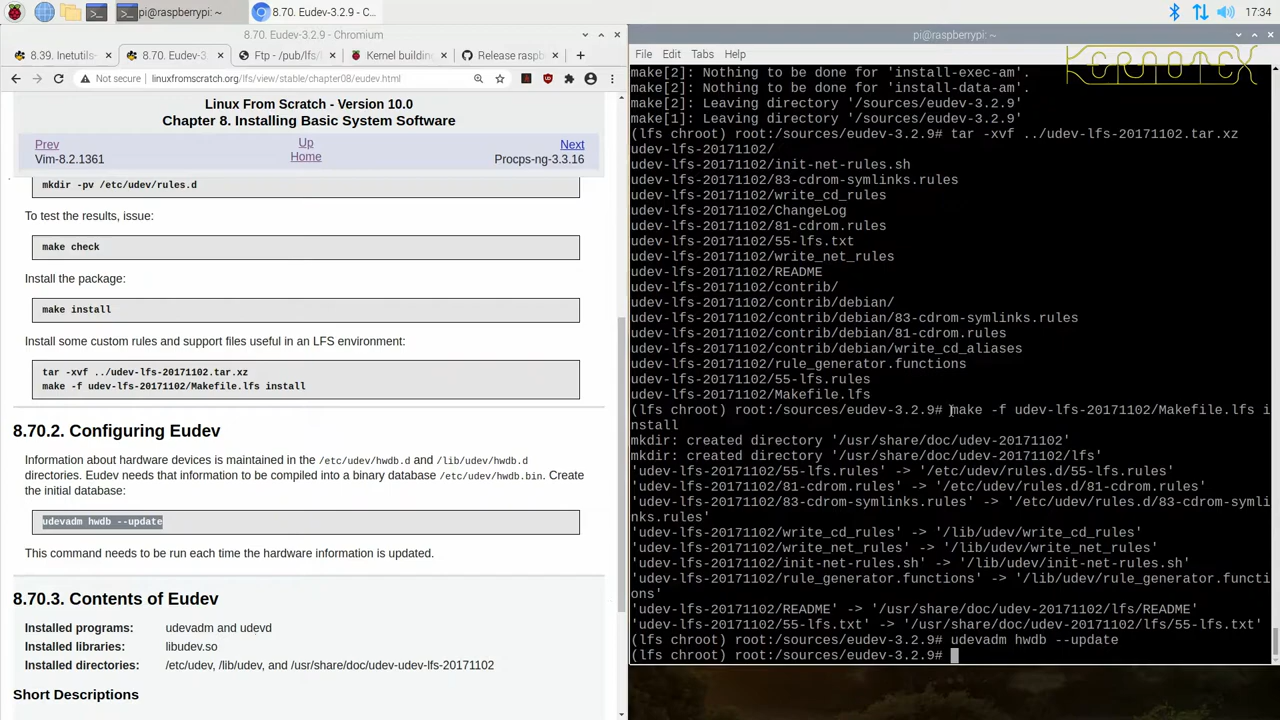 pi@raspberrypi: ~
8.70. Eudev-3.2.9 - C...
17:34
8.70. Eudev-3.2.9 - Chromium
8.39. Inetutils-
8.70. Eudev-3
Ftp - /pub/lfs/l
Kernel building
Release raspb
Not secure | linuxfromscratch.org/lfs/view/stable/chapter08/eudev.html
Linux From Scratch - Version 10.0
Chapter 8. Installing Basic System Software
Prev
Up
Next
Vim-8.2.1361
Home
Procps-ng-3.3.16
mkdir -pv /etc/udev/rules.d
To test the results, issue:
make check
Install the package:
make install
Install some custom rules and support files useful in an LFS environment:
tar -xvf ../udev-lfs-20171102.tar.xz
make -f udev-lfs-20171102/Makefile.lfs install
8.70.2. Configuring Eudev
Information about hardware devices is maintained in the /etc/udev/hwdb.d and /lib/udev/hwdb.d
directories. Eudev needs that information to be compiled into a binary database /etc/udev/hwdb.bin. Create
the initial database:
udevadm hwdb --update
This command needs to be run each time the hardware information is updated.
8.70.3. Contents of Eudev
Installed programs: udevadm and udevd
Installed libraries: libudev.so
Installed directories: /etc/udev, /lib/udev, and /usr/share/doc/udev-udev-lfs-20171102
Short Descriptions
pi@raspberrypi: ~
File Edit Tabs Help
KERNOTEX
make[2]: Nothing to be done for 'install-exec-am'.
make[2]: Nothing to be done for 'install-data-am'.
make[2]: Leaving directory '/sources/eudev-3.2.9'
make[1]: Leaving directory '/sources/eudev-3.2.9'
(lfs chroot) root:/sources/eudev-3.2.9# tar -xvf ../udev-lfs-20171102.tar.xz
udev-lfs-20171102/
udev-lfs-20171102/init-net-rules.sh
udev-lfs-20171102/83-cdrom-symlinks.rules
udev-lfs-20171102/write_cd_rules
udev-lfs-20171102/ChangeLog
udev-lfs-20171102/81-cdrom.rules
udev-lfs-20171102/55-lfs.txt
udev-lfs-20171102/write_net_rules
udev-lfs-20171102/README
udev-lfs-20171102/contrib/
udev-lfs-20171102/contrib/debian/
udev-lfs-20171102/contrib/debian/83-cdrom-symlinks.rules
udev-lfs-20171102/contrib/debian/81-cdrom.rules
udev-lfs-20171102/contrib/debian/write_cd_aliases
udev-lfs-20171102/rule_generator.functions
udev-lfs-20171102/55-lfs.rules
udev-lfs-20171102/Makefile.lfs
(lfs chroot) root:/sources/eudev-3.2.9# make -f udev-lfs-20171102/Makefile.lfs i
nstall
mkdir: created directory '/usr/share/doc/udev-20171102'
mkdir: created directory '/usr/share/doc/udev-20171102/lfs'
'udev-lfs-20171102/55-lfs.rules' -> '/etc/udev/rules.d/55-lfs.rules'
'udev-lfs-20171102/81-cdrom.rules' -> '/etc/udev/rules.d/81-cdrom.rules'
'udev-lfs-20171102/83-cdrom-symlinks.rules' -> '/etc/udev/rules.d/83-cdrom-symli
nks.rules'
'udev-lfs-20171102/write_cd_rules' -> '/lib/udev/write_cd_rules'
'udev-lfs-20171102/write_net_rules' -> '/lib/udev/write_net_rules'
'udev-lfs-20171102/init-net-rules.sh' -> '/lib/udev/init-net-rules.sh'
'udev-lfs-20171102/rule_generator.functions' -> '/lib/udev/rule_generator.functi
ons'
'udev-lfs-20171102/README' -> '/usr/share/doc/udev-20171102/lfs/README'
'udev-lfs-20171102/55-lfs.txt' -> '/usr/share/doc/udev-20171102/lfs/55-lfs.txt'
(lfs chroot) root:/sources/eudev-3.2.9# udevadm hwdb --update
(lfs chroot) root:/sources/eudev-3.2.9#